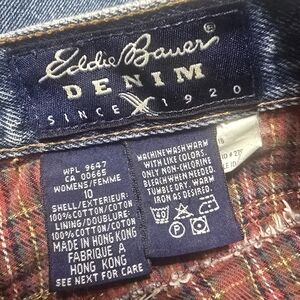 Eddie Bauer
®
DENIM
SINCE 1920
WPL 9647
CA 00665
WOMENS/FEMME
10
SHELL/EXTERIEUR:
100% COTTON/COTON
LINING/DOUBLURE:
100% COTTON/COTON
MADE IN HONG KONG
FABRIQUE A
HONG KONG
SEE NEXT FOR CARE
MACHINE WASH WARM
WITH LIKE COLORS.
ONLY NON-CHLORINE
BLEACH WHEN NEEDED.
TUMBLE DRY. WARM
IRON AS NEEDED.
40